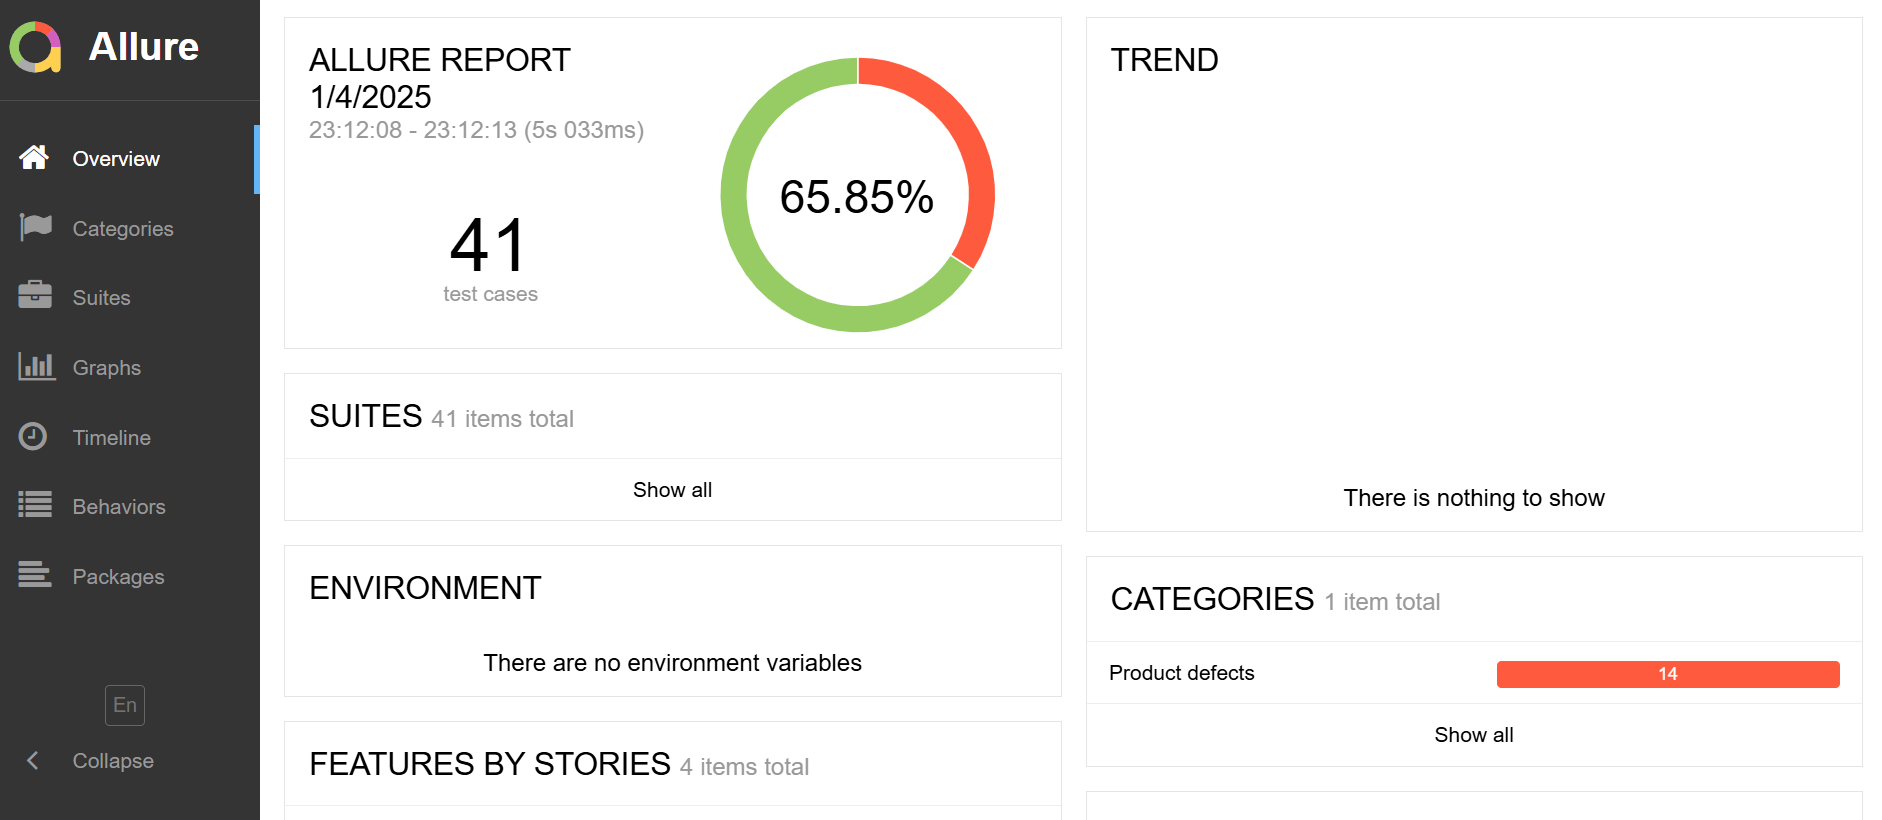 Allure
Overview
Categories
Suites
Graphs
Timeline
Behaviors
Packages
En
Collapse
ALLURE REPORT
1/4/2025
23:12:08 - 23:12:13 (5s 033ms)
41
test cases
65.85%
SUITES 41 items total
Show all
ENVIRONMENT
There are no environment variables
FEATURES BY STORIES 4 items total
TREND
There is nothing to show
CATEGORIES 1 item total
Product defects 14
Show all